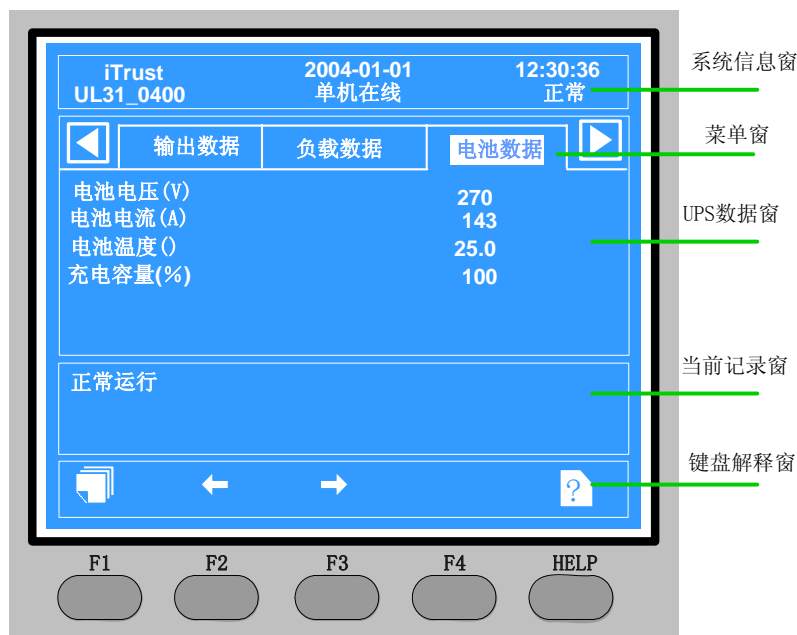 iTrust 2004-01-01 12:30:36
UL31_0400 单机在线 正常
系统信息窗
输出数据 负载数据 电池数据
菜单窗
电池电压(V) 270
电池电流(A) 143
电池温度() 25.0
充电容量(%) 100
UPS数据窗
正常运行
当前记录窗
?
键盘解释窗
F1 F2 F3 F4 HELP